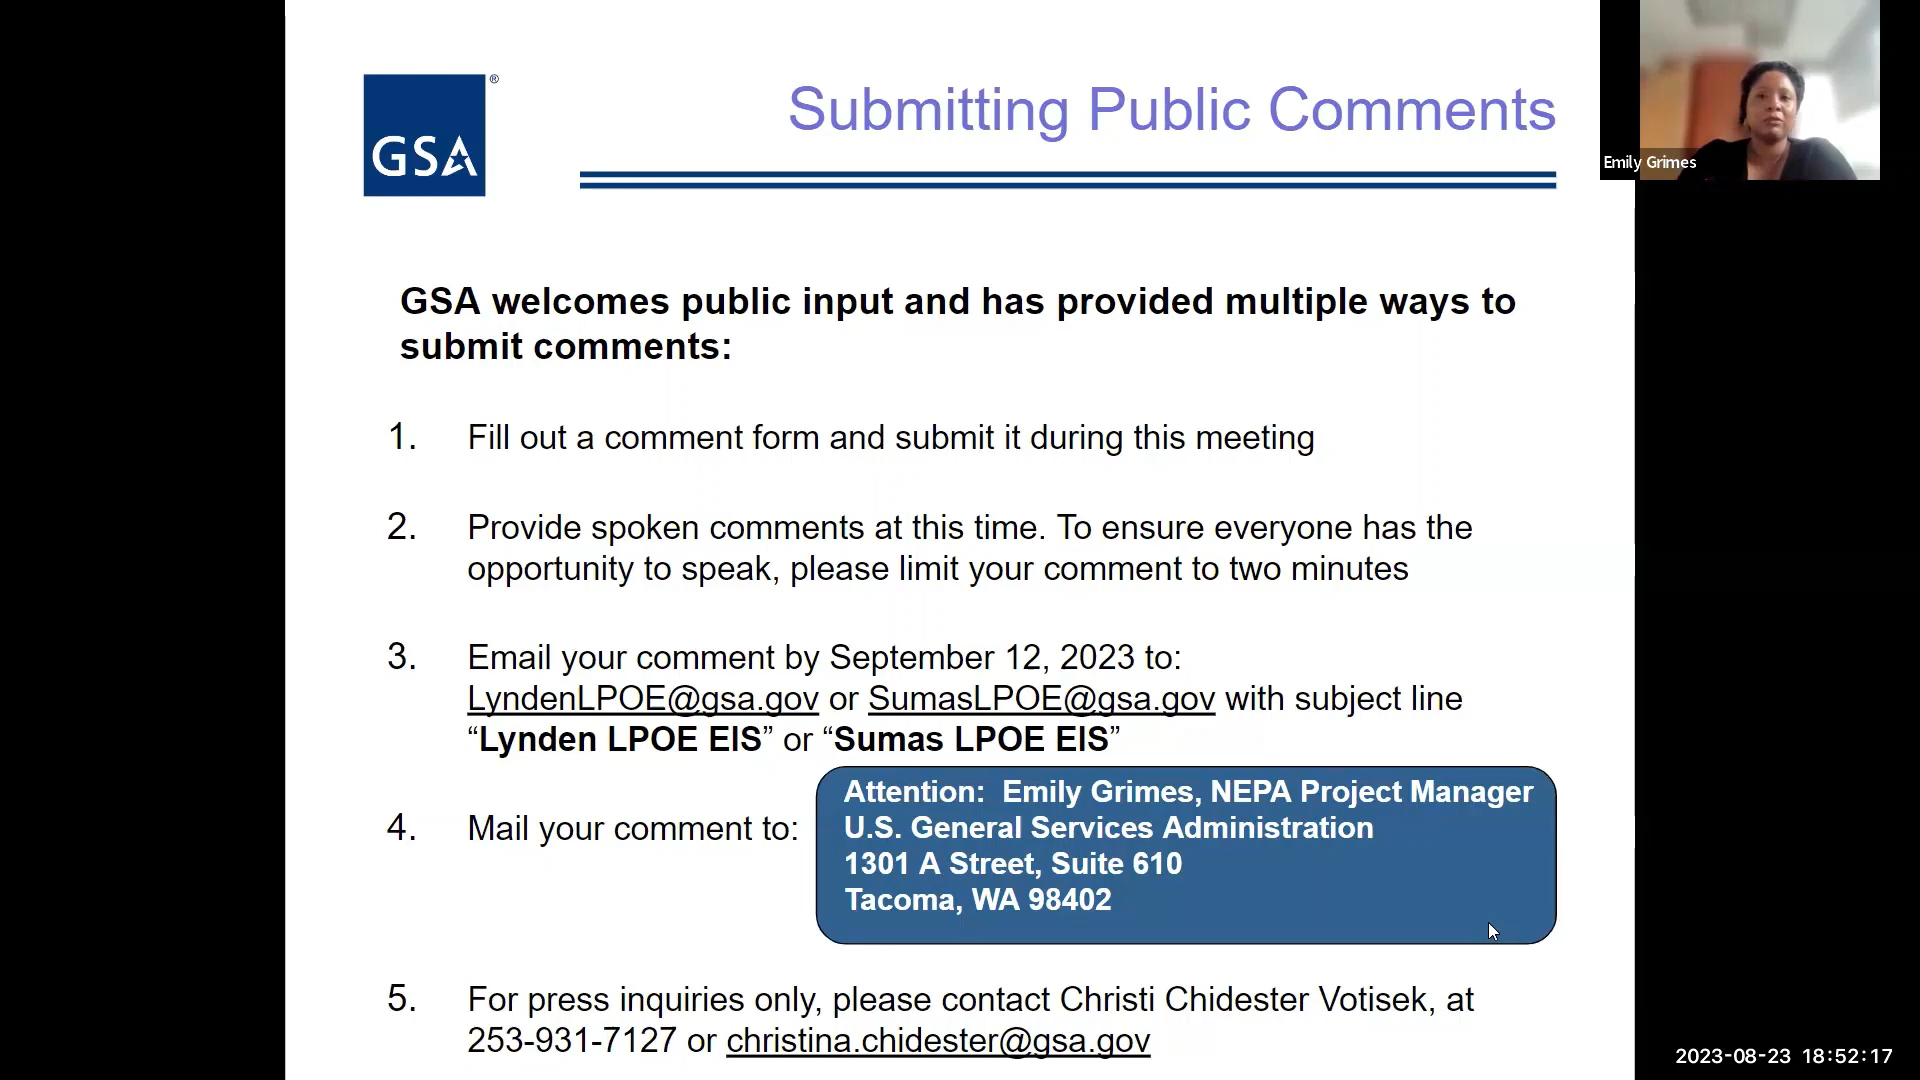 GSA®
Submitting Public Comments
Emily Grimes
GSA welcomes public input and has provided multiple ways to
submit comments:
1. Fill out a comment form and submit it during this meeting
2. Provide spoken comments at this time. To ensure everyone has the
opportunity to speak, please limit your comment to two minutes
3. Email your comment by September 12, 2023 to:
LyndenLPOE@gsa.gov or SumasLPOE@gsa.gov with subject line
“Lynden LPOE EIS” or “Sumas LPOE EIS”
4. Mail your comment to:
Attention:  Emily Grimes, NEPA Project Manager
U.S. General Services Administration
1301 A Street, Suite 610
Tacoma, WA 98402
5. For press inquiries only, please contact Christi Chidester Votisek, at
253-931-7127 or christina.chidester@gsa.gov
2023-08-23 18:52:17